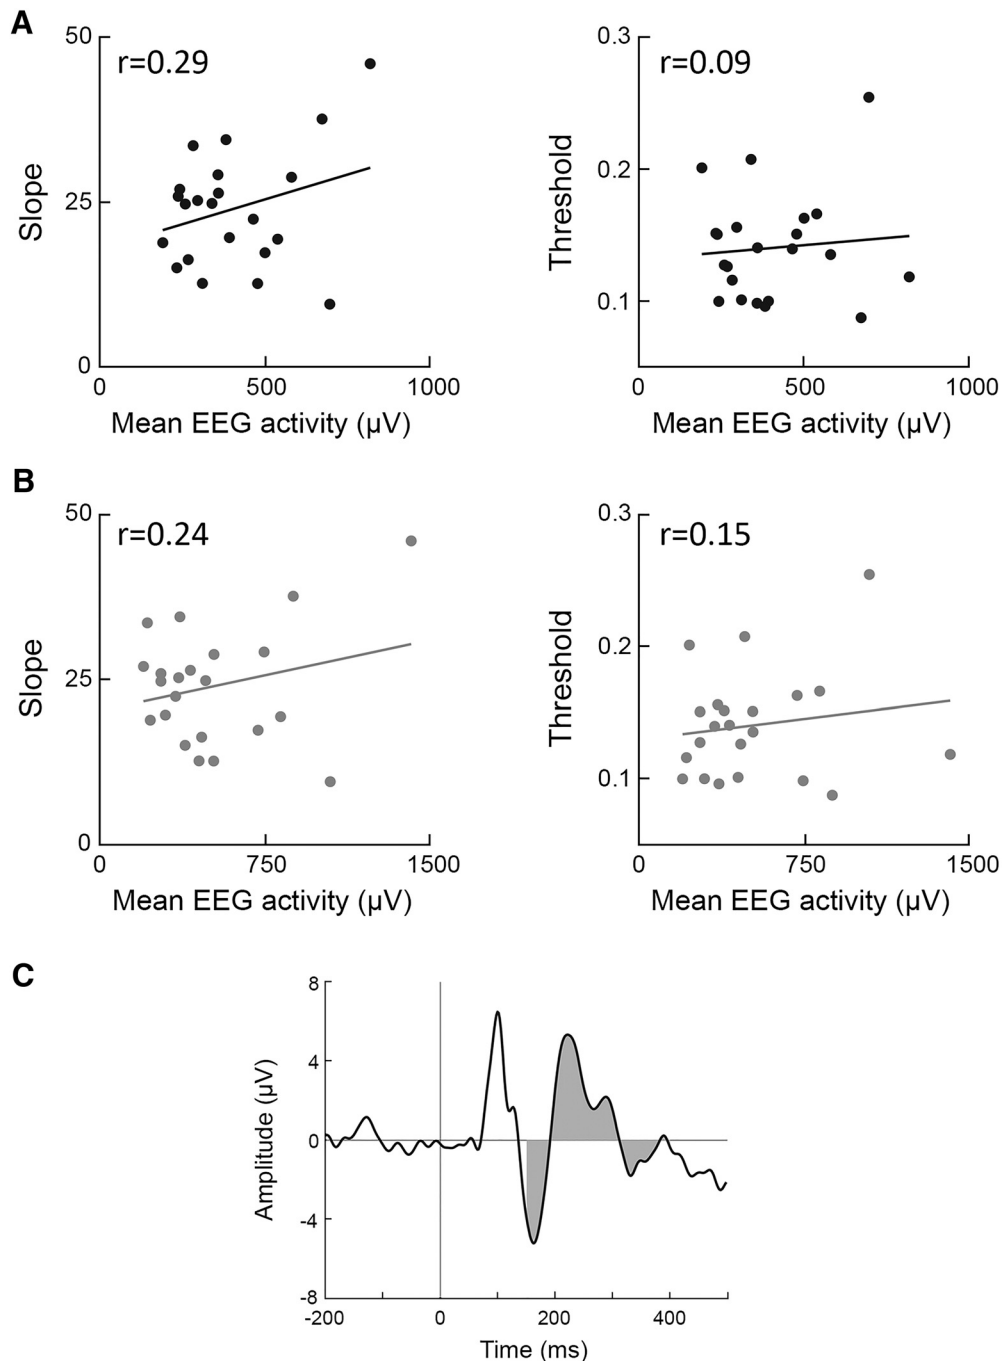 A
r=0.29
50
25
0
Slope
0 500 1000
Mean EEG activity (µV)
r=0.09
0.3
0.2
0.1
Threshold
0 500 1000
Mean EEG activity (µV)
B
r=0.24
50
25
0
Slope
0 750 1500
Mean EEG activity (µV)
r=0.15
0.3
0.2
0.1
Threshold
0 750 1500
Mean EEG activity (µV)
C
8
4
0
-4
-8
Amplitude (µV)
-200 0 200 400
Time (ms)